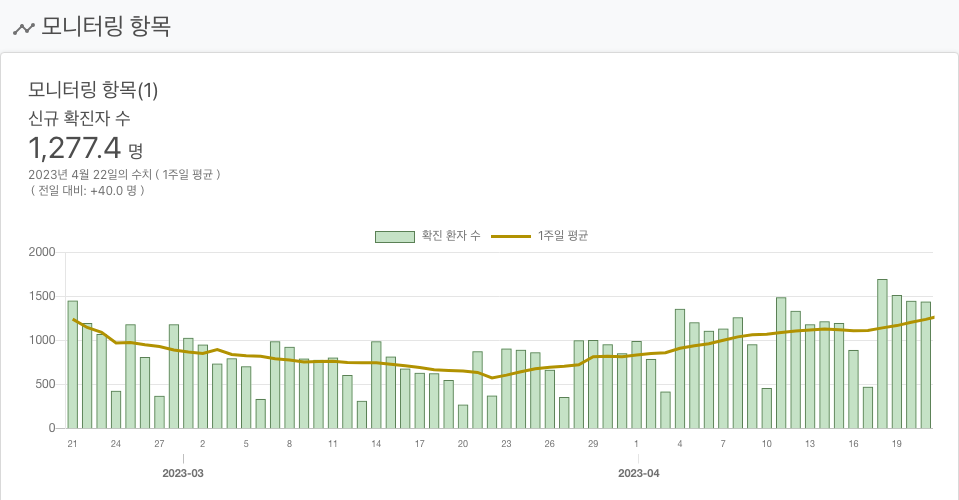 모니터링 항목
모니터링 항목(1)
신규 확진자 수
1,277.4 명
2023년 4월 22일의 수치 ( 1주일 평균 )
( 전일 대비: +40.0 명 )
확진 환자 수 1주일 평균
2000
1500
1000
500
0
21 24 27 2 5 8 11 14 17 20 23 26 29 1 4 7 10 13 16 19
2023-03 2023-04